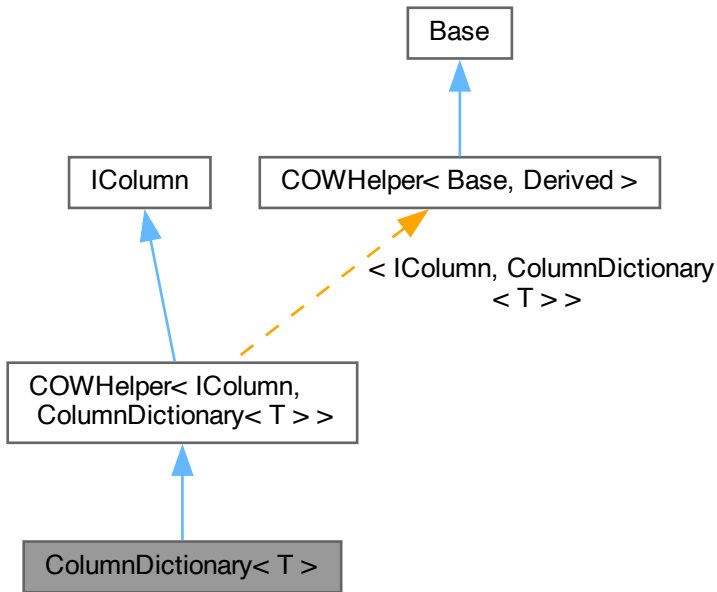 Base
IColumn
COWHelper< Base, Derived >
< IColumn, ColumnDictionary
< T > >
COWHelper< IColumn,
ColumnDictionary< T > >
ColumnDictionary< T >